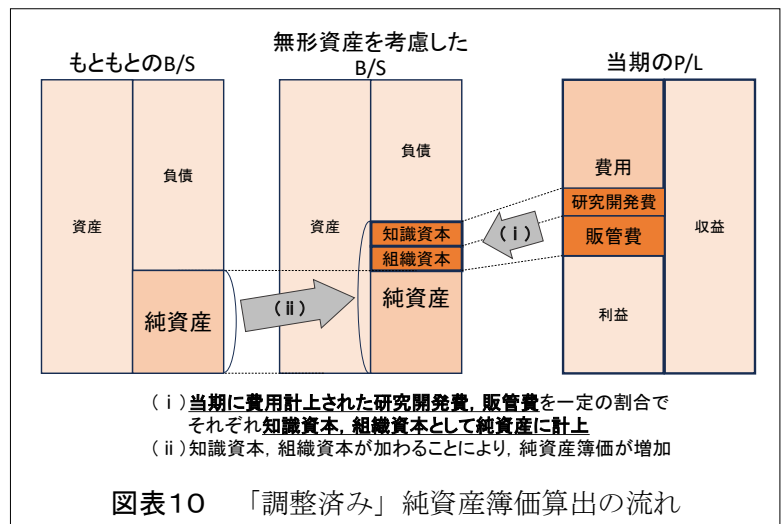 もともとのB/S
資産
負債
純資産
無形資産を考慮した
B/S
資産
負債
知識資本
組織資本
純資産
当期のP/L
費用
研究開発費
販管費
利益
収益
(ⅰ)
(ⅱ)
(ⅰ)当期に費用計上された研究開発費，販管費を一定の割合で
それぞれ知識資本，組織資本として純資産に計上
(ⅱ)知識資本，組織資本が加わることにより，純資産簿価が増加
図表10　「調整済み」純資産簿価算出の流れ